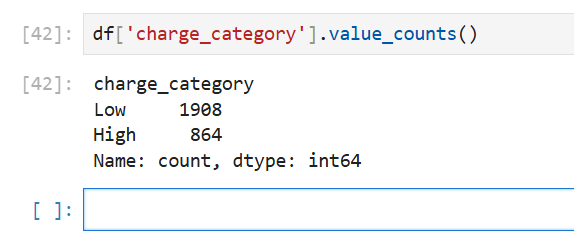 [42]: df['charge_category'].value_counts()
[42]: charge_category
Low     1908
High     864
Name: count, dtype: int64
[ ]: